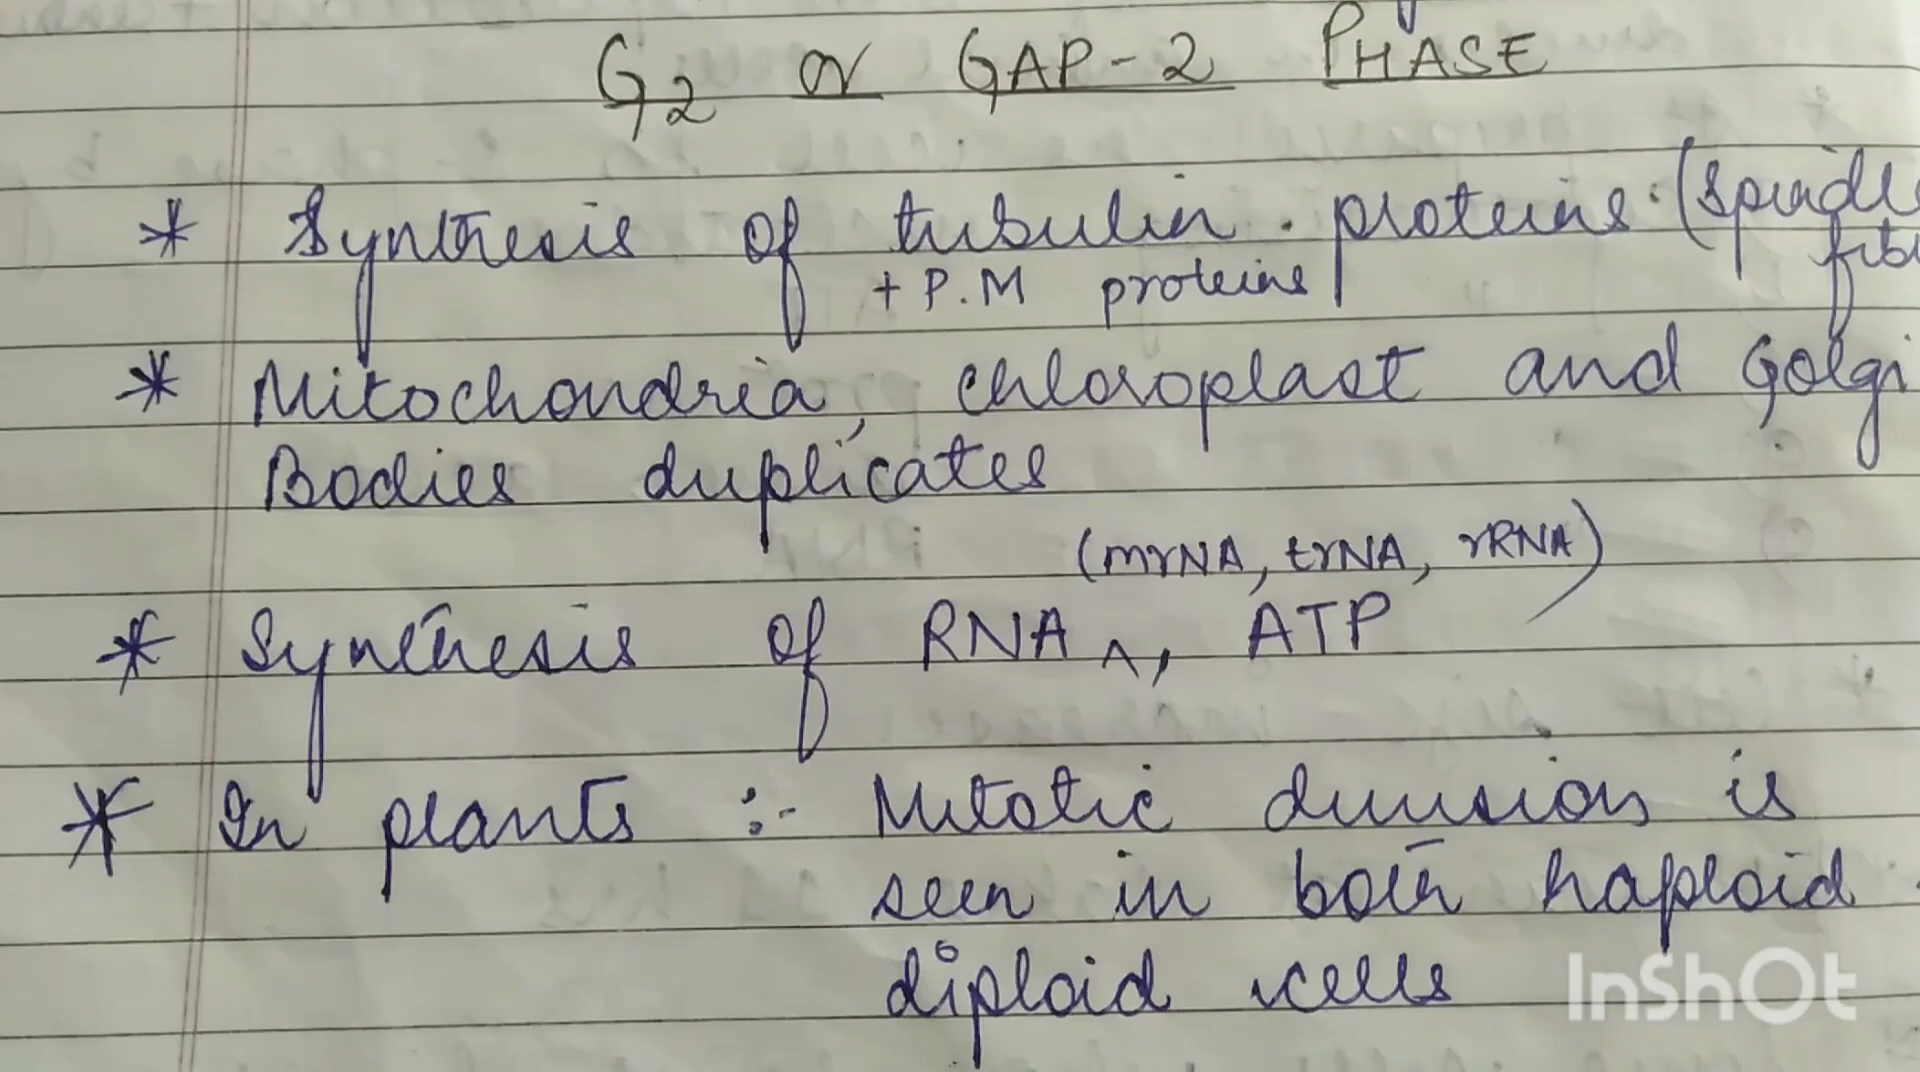 G2 or GAP-2 PHASE
* Synthesis of tubulin . proteins. (spindle
+ P.M proteins fib
* Mitochondria, chloroplast and Golgi
Bodies duplicates
(mrNA, trNA, rRNA)
* Synthesis of RNA ^, ATP
* In plants :- Mitotic division is
seen in both haploid
diploid cells
InShOt